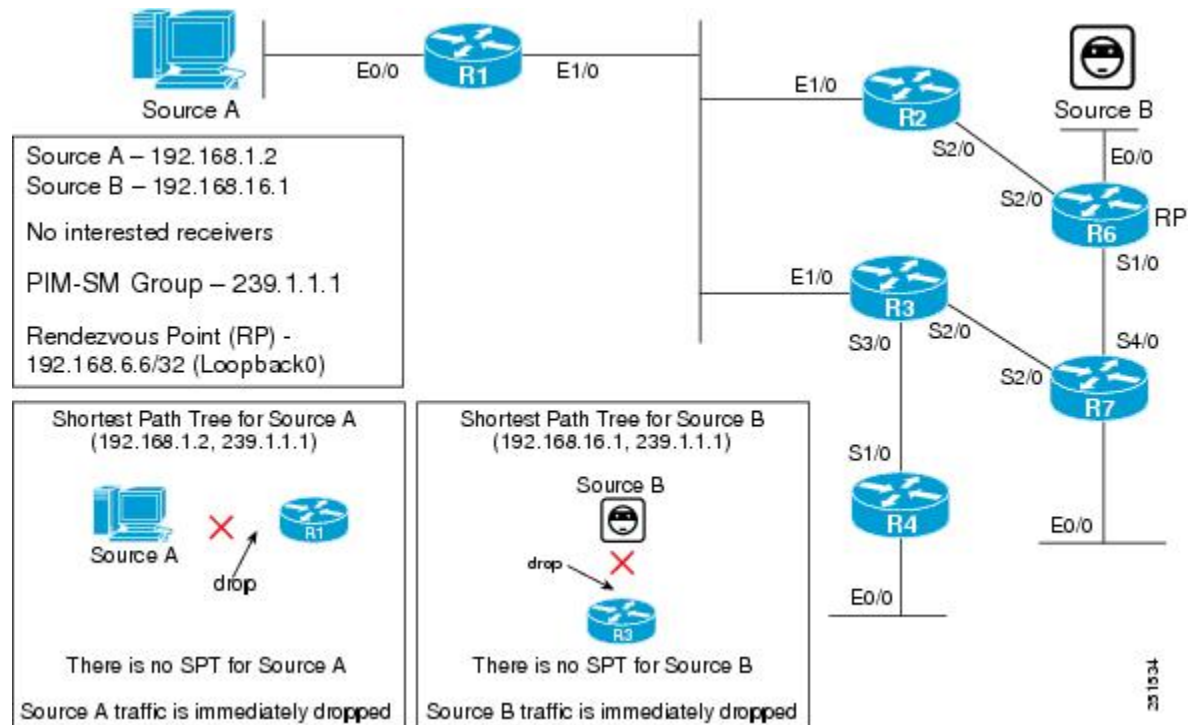 Source A
E0/0
R1
E1/0
E1/0
R2
S2/0
Source B
E0/0
S2/0
R6
RP
S1/0
Source A – 192.168.1.2
Source B – 192.168.16.1
No interested receivers
PIM-SM Group – 239.1.1.1
Rendezvous Point (RP) -
192.168.6.6/32 (Loopback0)
E1/0
R3
S3/0
S2/0
S4/0
S2/0
R7
S1/0
R4
E0/0
E0/0
Shortest Path Tree for Source A
(192.168.1.2, 239.1.1.1)
Source A
R1
drop
There is no SPT for Source A
Source A traffic is immediately dropped
Shortest Path Tree for Source B
(192.168.16.1, 239.1.1.1)
Source B
drop
R3
There is no SPT for Source B
Source B traffic is immediately dropped